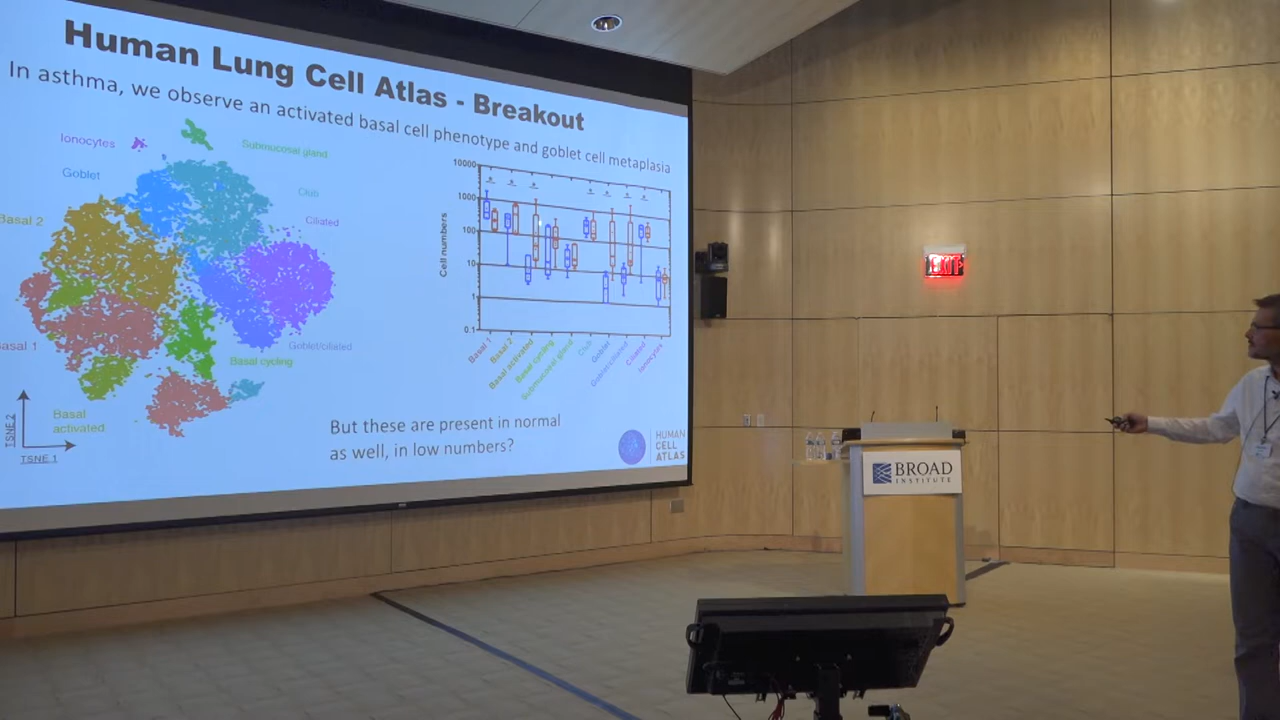 Human Lung Cell Atlas - Breakout
In asthma, we observe an activated basal cell phenotype and goblet cell metaplasia
Ionocytes
Submucosal gland
Goblet
Club
Basal 2
Ciliated
asal 1
Goblet/ciliated
Basal cycling
Basal
activated
TSNE 2
TSNE 1
Cell numbers
10000
1000
100
10
1
0.1
Basal 1
Basal 2
Basal activated
Basal cycling
Submucosal gland
Club
Goblet
Goblet/ciliated
Ciliated
Ionocytes
But these are present in normal
as well, in low numbers?
HUMAN
CELL
ATLAS
EXIT
BROAD
INSTITUTE